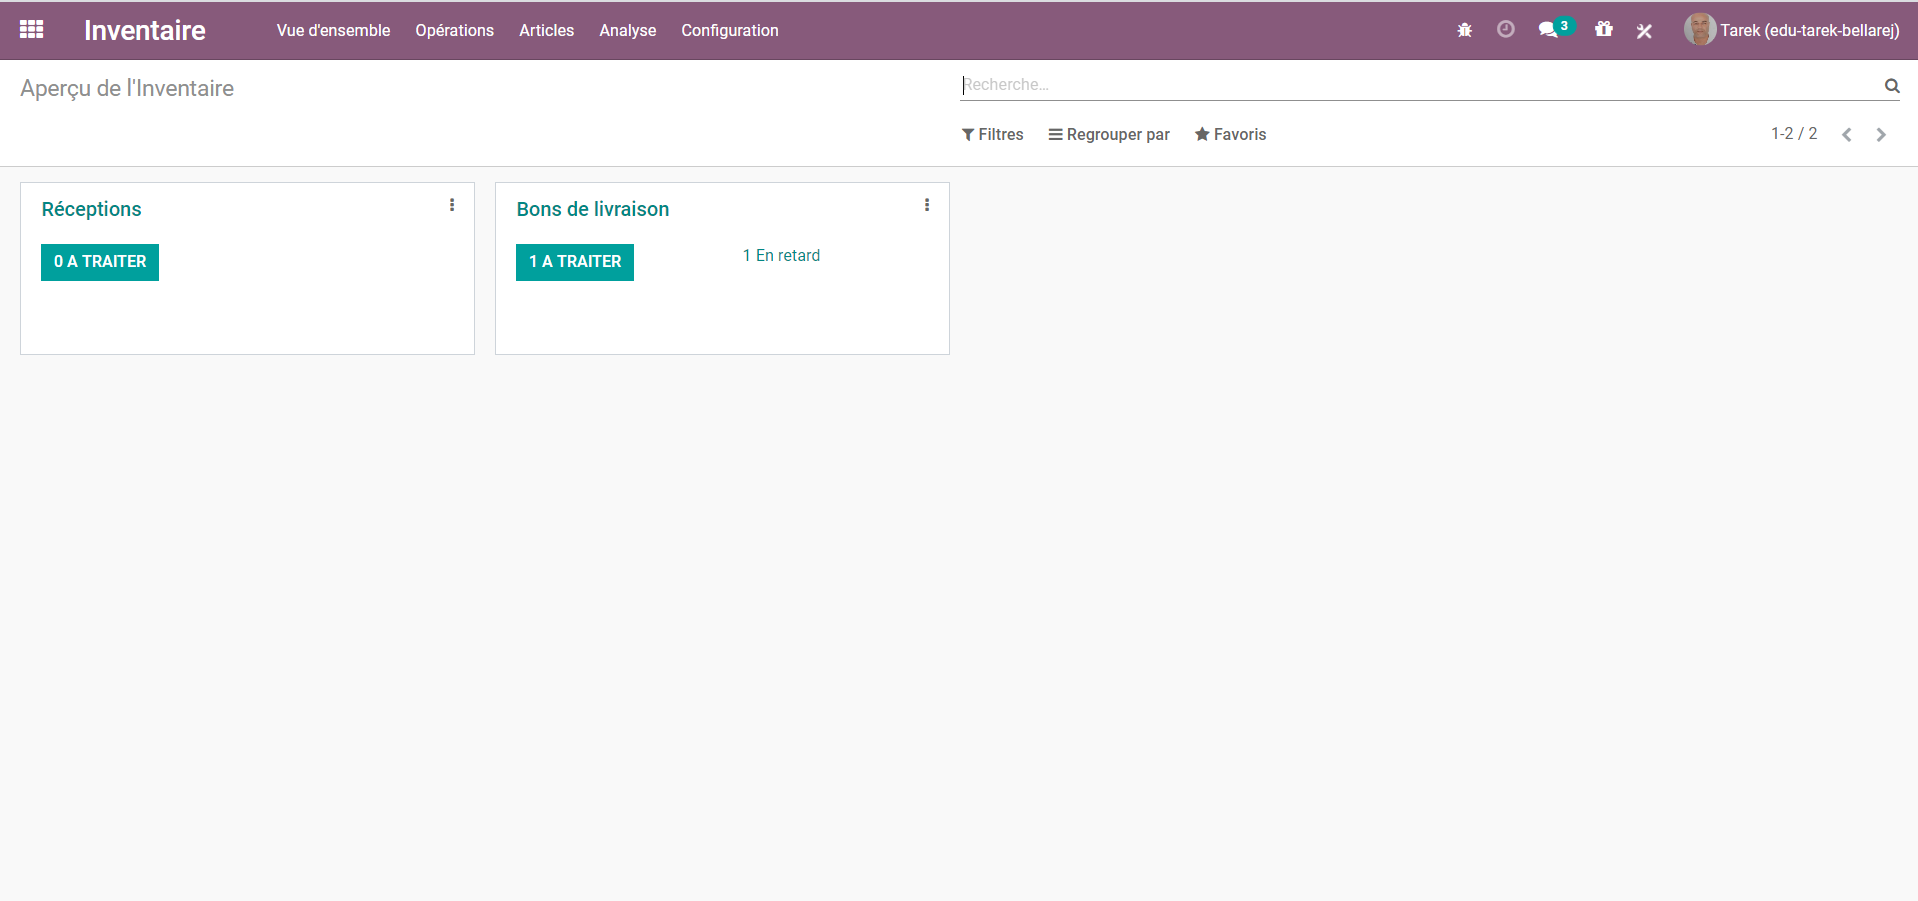 Inventaire
Vue d'ensemble Opérations Articles Analyse Configuration
3
Tarek (edu-tarek-bellarej)
Aperçu de l'Inventaire
Recherche...
Filtres Regrouper par Favoris
1-2 / 2
Réceptions
0 A TRAITER
Bons de livraison
1 A TRAITER
1 En retard